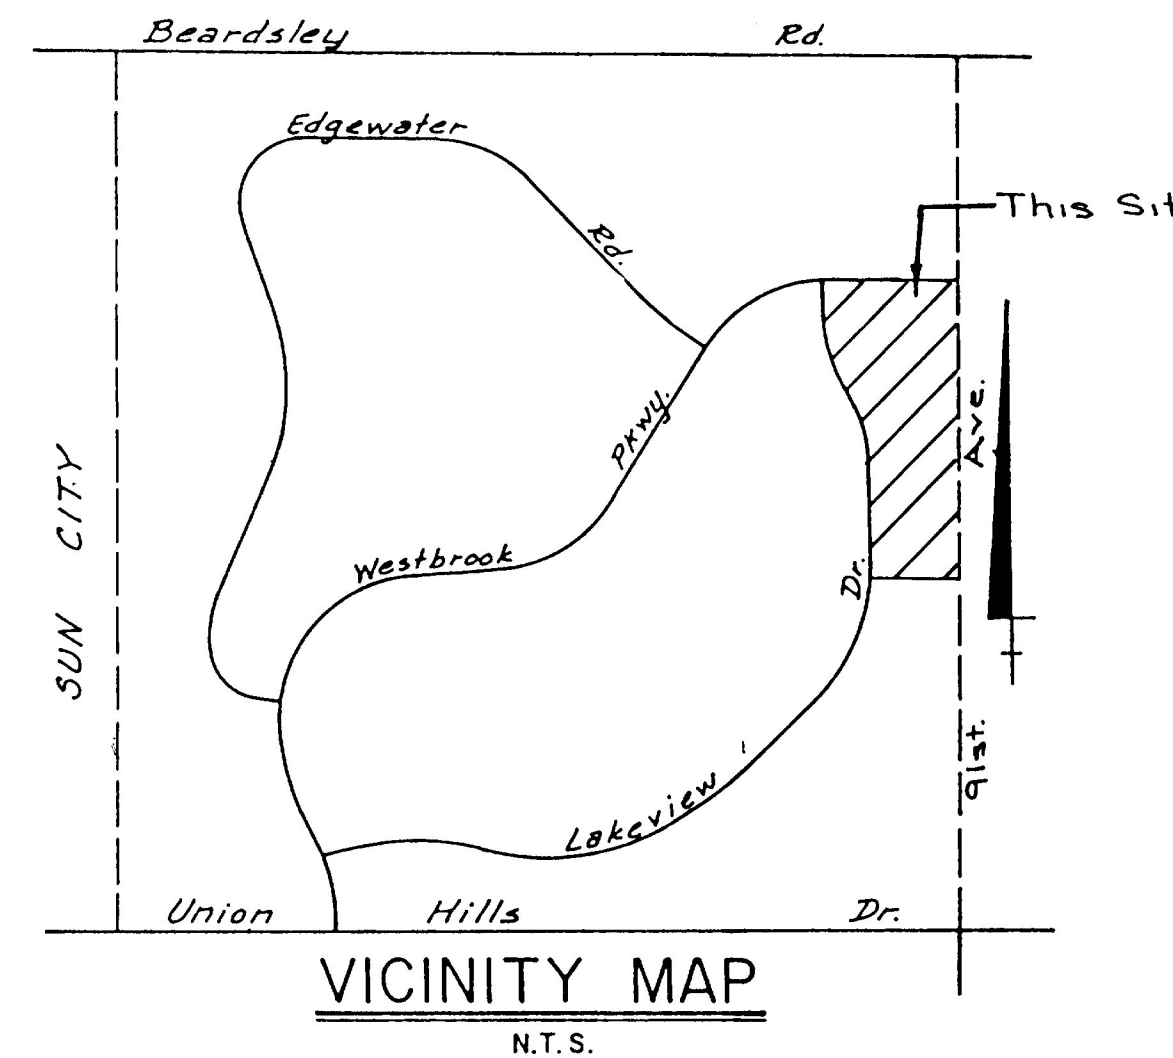 Beardsley Rd.
Edgewater Rd.
This Sit
Westbrook Pkwy.
Lakeview Dr.
91st. Ave.
SUN CITY
Union Hills Dr.
VICINITY MAP
N.T.S.